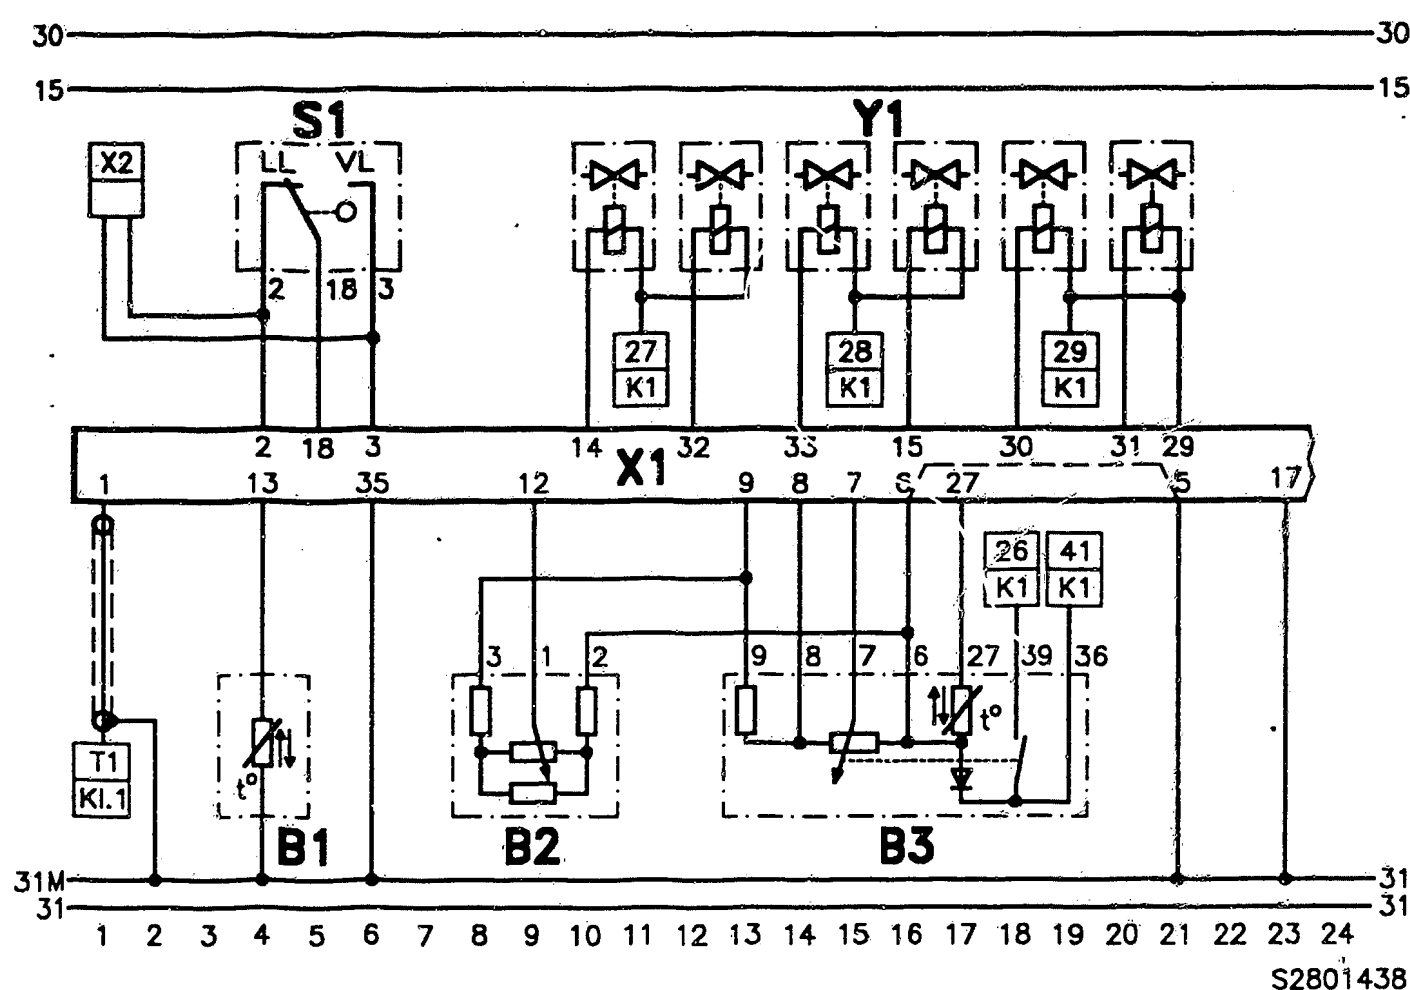 30 30
15 15
S1 Y1
X2 LL VL
2 18 3
27 28 29
K1 K1 K1
2 18 3 14 32 33 15 30 31 29
X1
1 13 35 12 9 8 7 27 5 17
26 41
K1 K1
3 1 2 9 8 7 6 27 39 36
t°
T1
t°
KI.1
B1 B2 B3
31M 31
31 31
1 2 3 4 5 6 7 8 9 10 11 12 13 14 15 16 17 18 19 20 21 22 23 24
S2801438